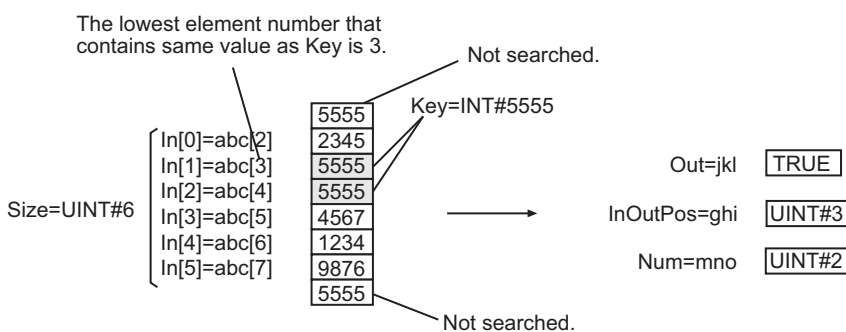 The lowest element number that
contains same value as Key is 3.
Not searched.
5555
Key=INT#5555
In[0]=abc[2] 2345
In[1]=abc[3] 5555
In[2]=abc[4] 5555
Size=UINT#6
In[3]=abc[5] 4567
In[4]=abc[6] 1234
In[5]=abc[7] 9876
5555
Not searched.
Out=jkl TRUE
InOutPos=ghi UINT#3
Num=mno UINT#2